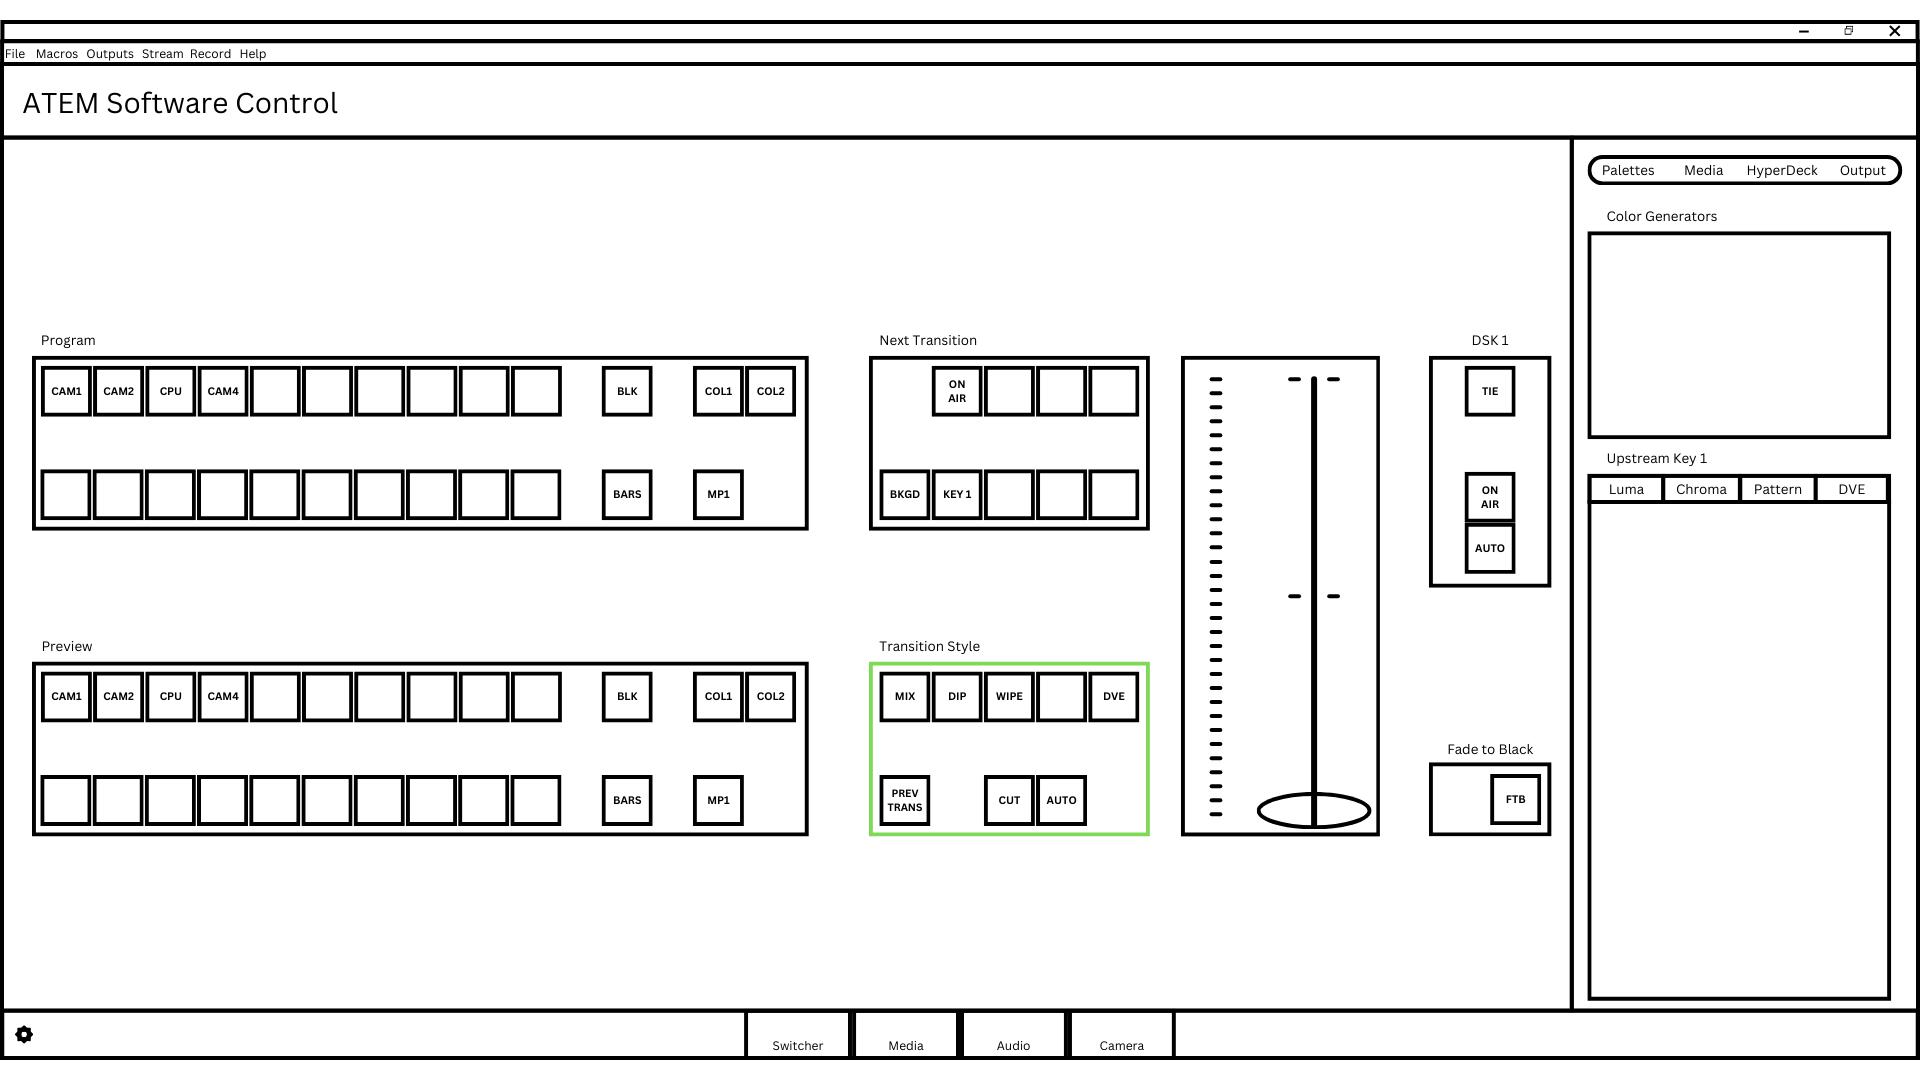 File Macros Outputs Stream Record Help
ATEM Software Control
Palettes Media HyperDeck Output
Color Generators
Program
CAM1 CAM2 CPU CAM4 BLK COL1 COL2
BARS MP1
Next Transition
ON
AIR
BKGD KEY 1
DSK 1
TIE
ON
AIR
AUTO
Upstream Key 1
Luma Chroma Pattern DVE
Preview
CAM1 CAM2 CPU CAM4 BLK COL1 COL2
BARS MP1
Transition Style
MIX DIP WIPE DVE
PREV
TRANS
CUT AUTO
Fade to Black
FTB
Switcher Media Audio Camera